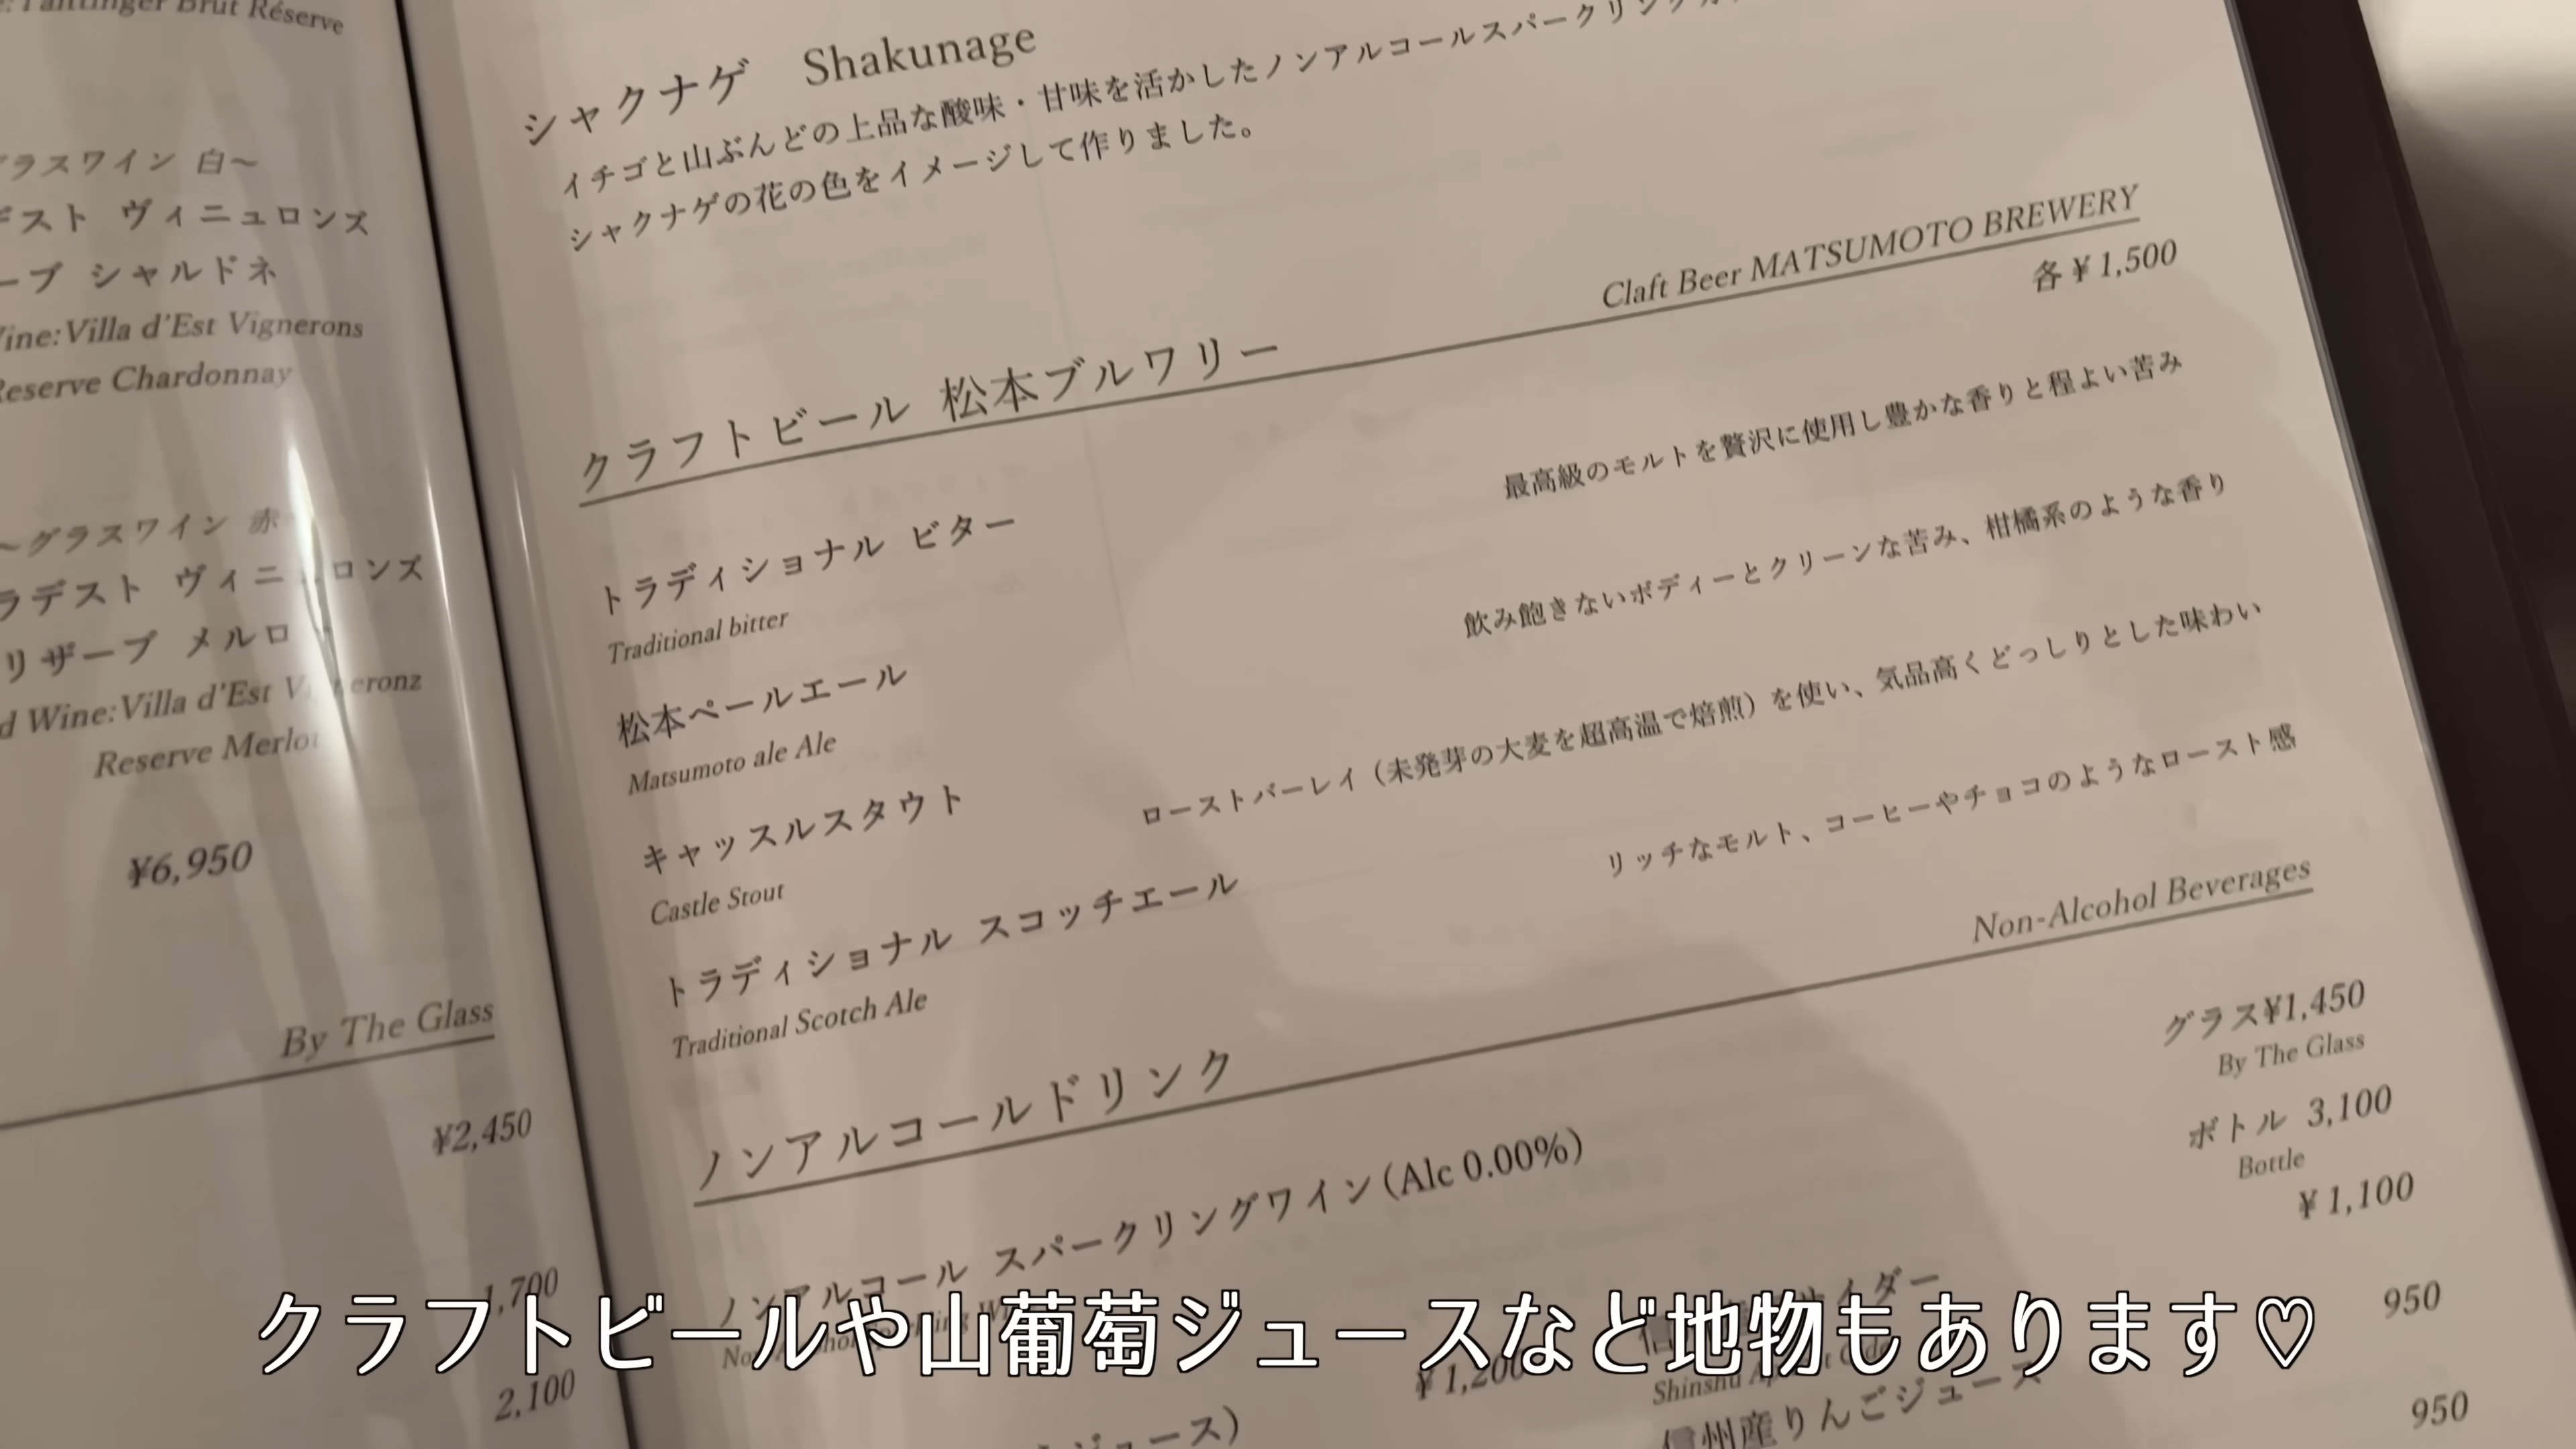 Taittinger Brut Réserve
グラスワイン 白～
デスト ヴィニュロンズ
ーブ シャルドネ
Wine:Villa d'Est Vignerons
Reserve Chardonnay
～グラスワイン 赤
ラデスト ヴィニュロンズ
リザーブ メルロ
d Wine:Villa d'Est V eronz
Reserve Merlot
¥6,950
By The Glass
¥2,450
1,700
2,100
シャクナゲ Shakunage
イチゴと山ぶんどの上品な酸味・甘味を活かしたノンアルコールスパークリング
シャクナゲの花の色をイメージして作りました。
クラフトビール 松本ブルワリー Claft Beer MATSUMOTO BREWERY
各¥1,500
トラディショナル ビター 最高級のモルトを贅沢に使用し豊かな香りと程よい苦み
Traditional bitter
松本ペールエール 飲み飽きないボディーとクリーンな苦み、柑橘系のような香り
Matsumoto ale Ale
キャッスルスタウト ローストバーレイ（未発芽の大麦を超高温で焙煎）を使い、気品高くどっしりとした味わい
Castle Stout
トラディショナル スコッチエール リッチなモルト、コーヒーやチョコのようなロースト感
Traditional Scotch Ale
ノンアルコールドリンク Non-Alcohol Beverages
ノンアルコール スパークリングワイン(Alc 0.00%) グラス¥1,450
By The Glass
ボトル 3,100
Bottle
¥1,100
¥1,200
サイダー 950
Shinshu
ジュース）
信州産りんごジュース 950
クラフトビールや山葡萄ジュースなど地物もあります♡